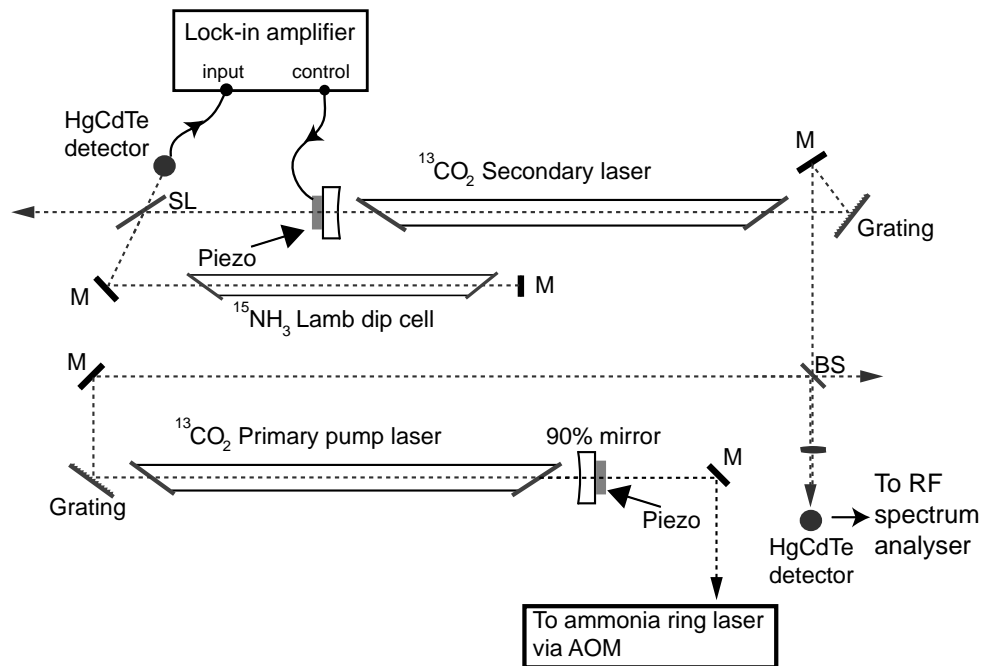 Lock-in amplifier
input
control
HgCdTe
detector
SL
¹³CO₂ Secondary laser
M
Grating
Piezo
M
M
¹⁵NH₃ Lamb dip cell
M
BS
¹³CO₂ Primary pump laser
90% mirror
M
Grating
Piezo
To RF
spectrum
analyser
HgCdTe
detector
To ammonia ring laser
via AOM